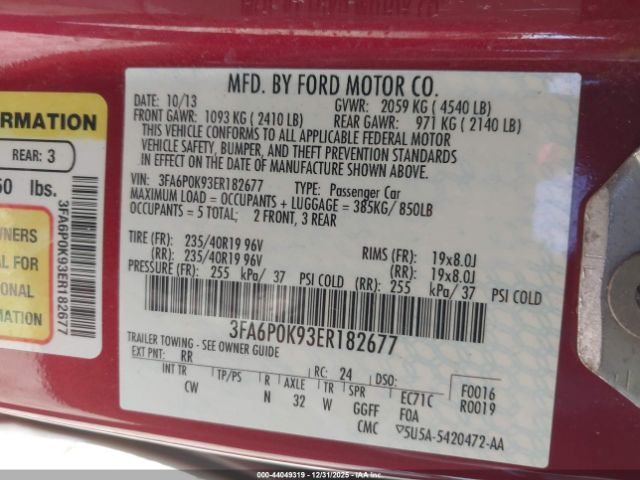 MFD. BY FORD MOTOR CO.
DATE: 10/13 GVWR: 2059 KG ( 4540 LB)
FRONT GAWR: 1093 KG ( 2410 LB) REAR GAWR: 971 KG ( 2140 LB)
THIS VEHICLE CONFORMS TO ALL APPLICABLE FEDERAL MOTOR
VEHICLE SAFETY, BUMPER, AND THEFT PREVENTION STANDARDS
IN EFFECT ON THE DATE OF MANUFACTURE SHOWN ABOVE.
VIN: 3FA6P0K93ER182677 TYPE: Passenger Car
MAXIMUM LOAD = OCCUPANTS + LUGGAGE = 385KG/ 850LB
OCCUPANTS = 5 TOTAL; 2 FRONT, 3 REAR
TIRE (FR): 235/40R19 96V RIMS (FR): 19x8.0J
(RR): 235/40R19 96V (RR): 19x8.0J
PRESSURE (FR): 255 kPa/ 37 PSI COLD (RR): 255 kPa/ 37 PSI COLD
3FA6P0K93ER182677
TRAILER TOWING - SEE OWNER GUIDE
EXT PNT: RR RC: 24 DSO: F0016
INT TR TP/PS R AXLE TR SPR EC71C R0019
CW N 32 W GGFF F0A
CMC 5U5A-5420472-AA
ORMATION
REAR: 3
50 lbs.
3FA6P0K93ER182677
WNERS
AL FOR
IONAL
MATION
000-44049319 - 12/31/2025 - IAAI.COM